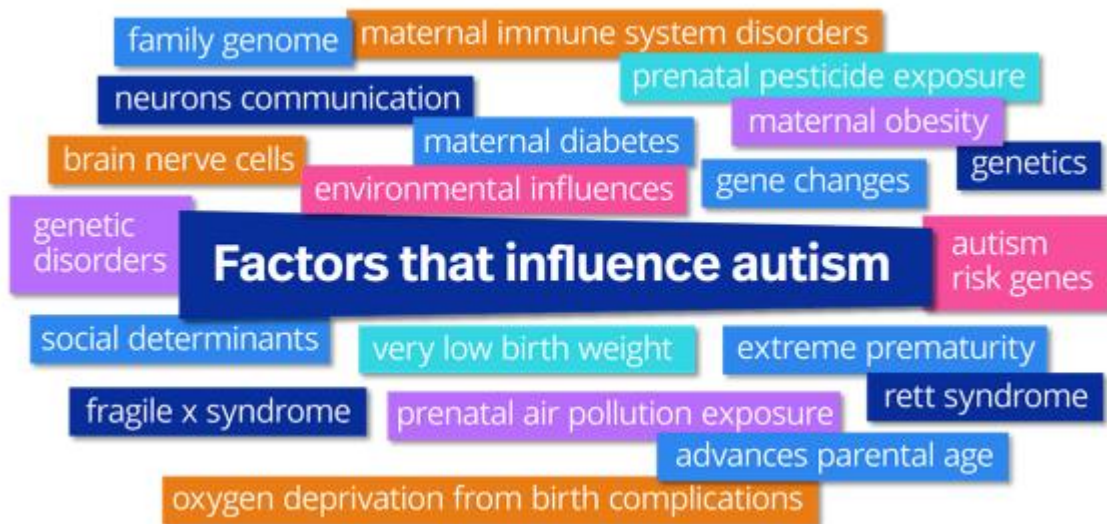 family genome
maternal immune system disorders
prenatal pesticide exposure
neurons communication
maternal obesity
maternal diabetes
brain nerve cells
genetics
environmental influences
gene changes
genetic
disorders
Factors that influence autism
autism
risk genes
social determinants
very low birth weight
extreme prematurity
fragile x syndrome
prenatal air pollution exposure
rett syndrome
advances parental age
oxygen deprivation from birth complications